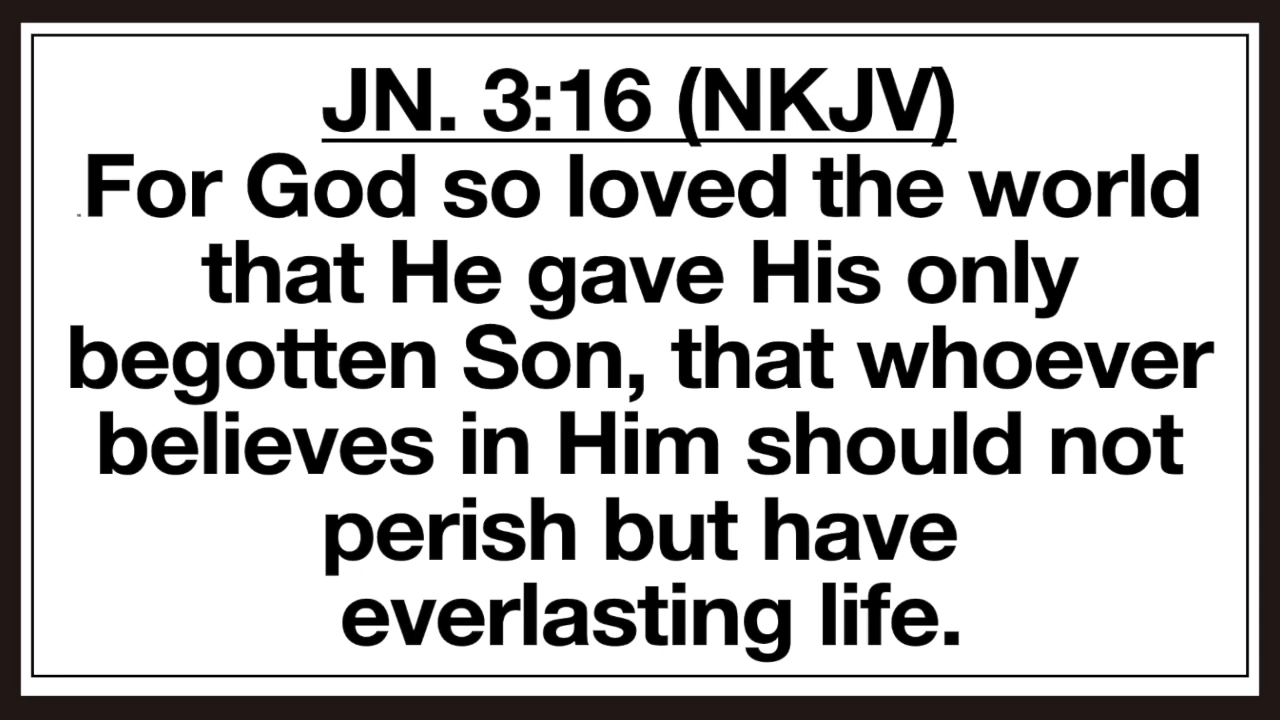 JN. 3:16 (NKJV)
For God so loved the world
that He gave His only
begotten Son, that whoever
believes in Him should not
perish but have
everlasting life.